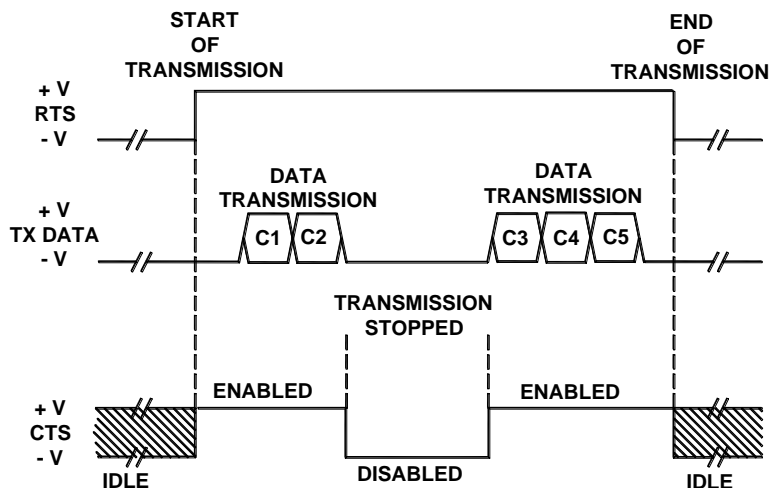 START
OF
TRANSMISSION
END
OF
TRANSMISSION
+ V
RTS
- V
DATA
TRANSMISSION
DATA
TRANSMISSION
+ V
TX DATA
- V
C1 C2 C3 C4 C5
TRANSMISSION
STOPPED
ENABLED ENABLED
+ V
CTS
- V
DISABLED
IDLE IDLE